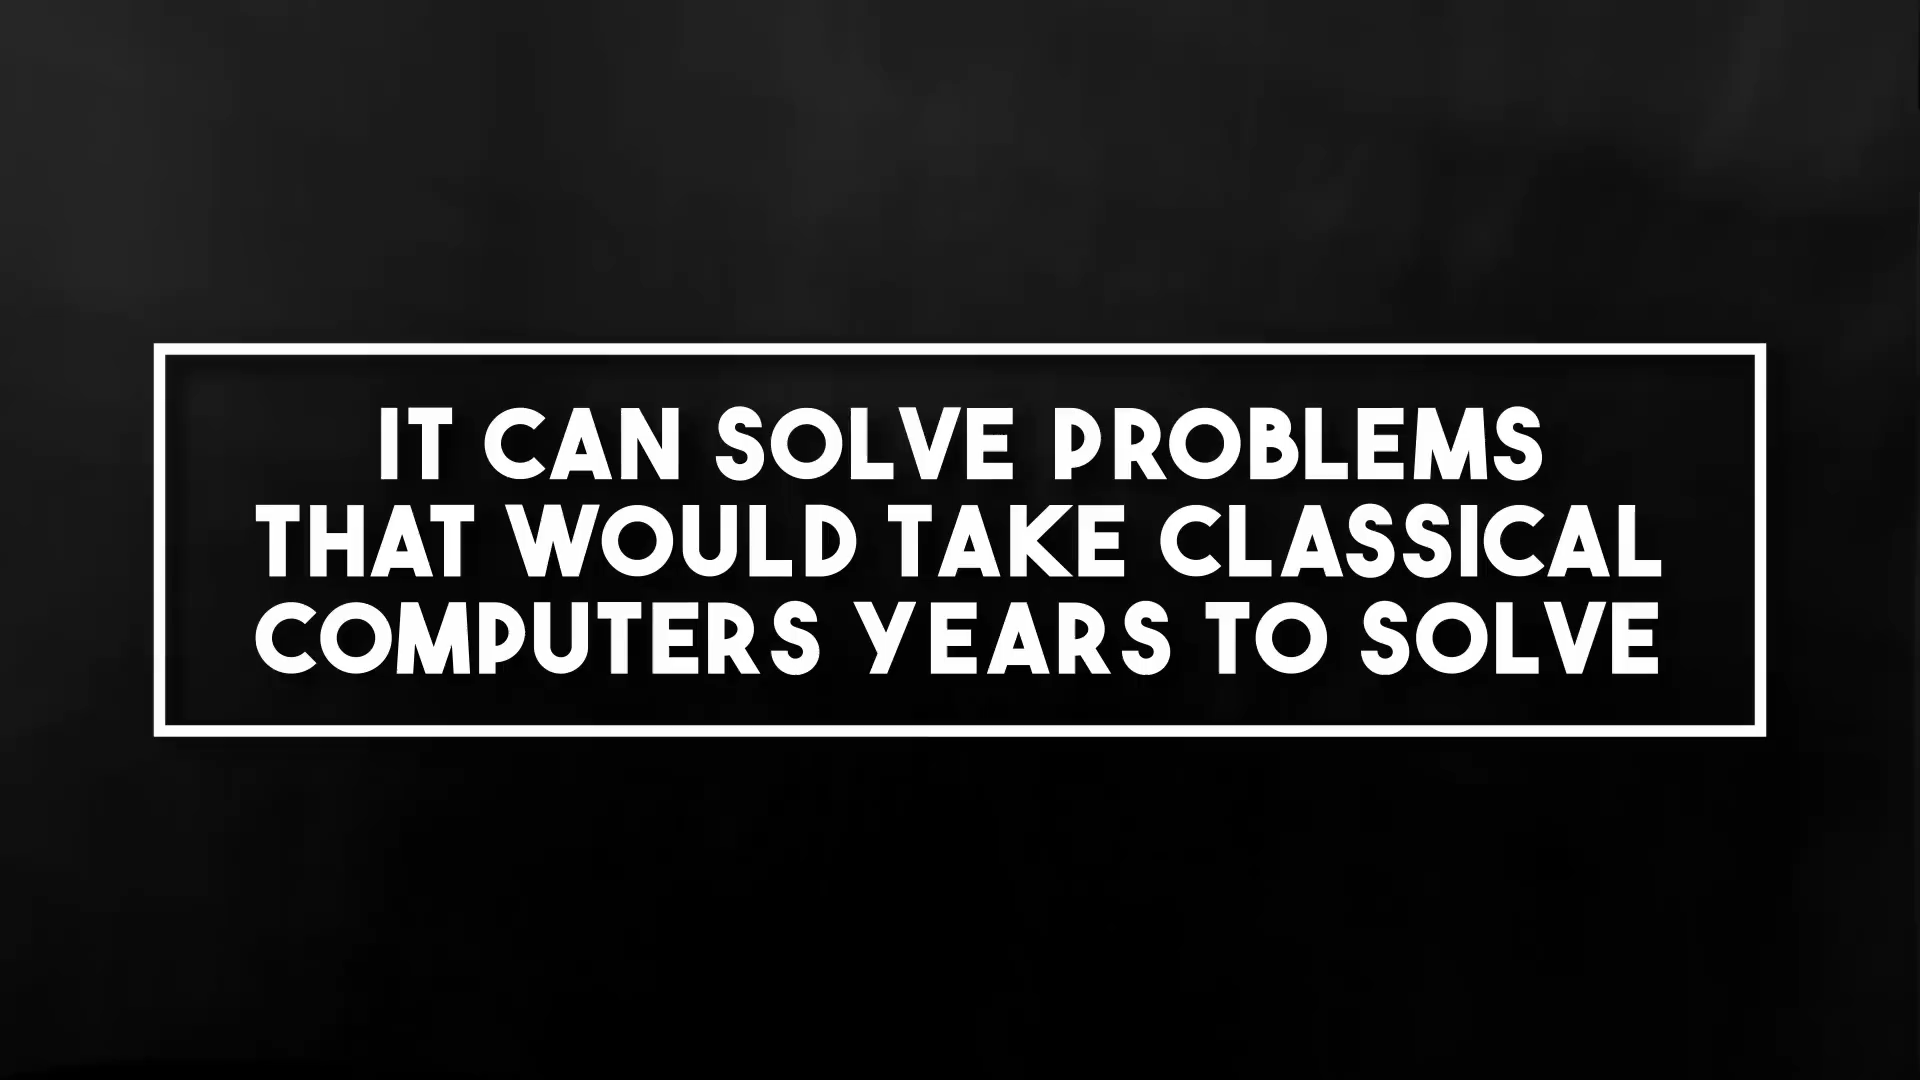 IT CAN SOLVE PROBLEMS
THAT WOULD TAKE CLASSICAL
COMPUTERS YEARS TO SOLVE